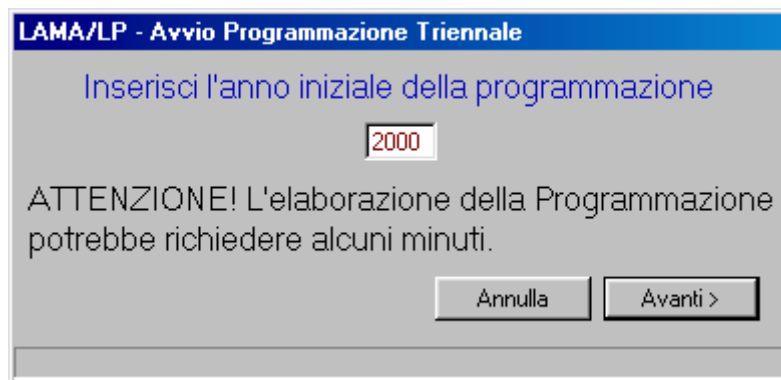 LAMA/LP - Avvio Programmazione Triennale
Inserisci l'anno iniziale della programmazione
2000
ATTENZIONE! L'elaborazione della Programmazione
potrebbe richiedere alcuni minuti.
Annulla Avanti >